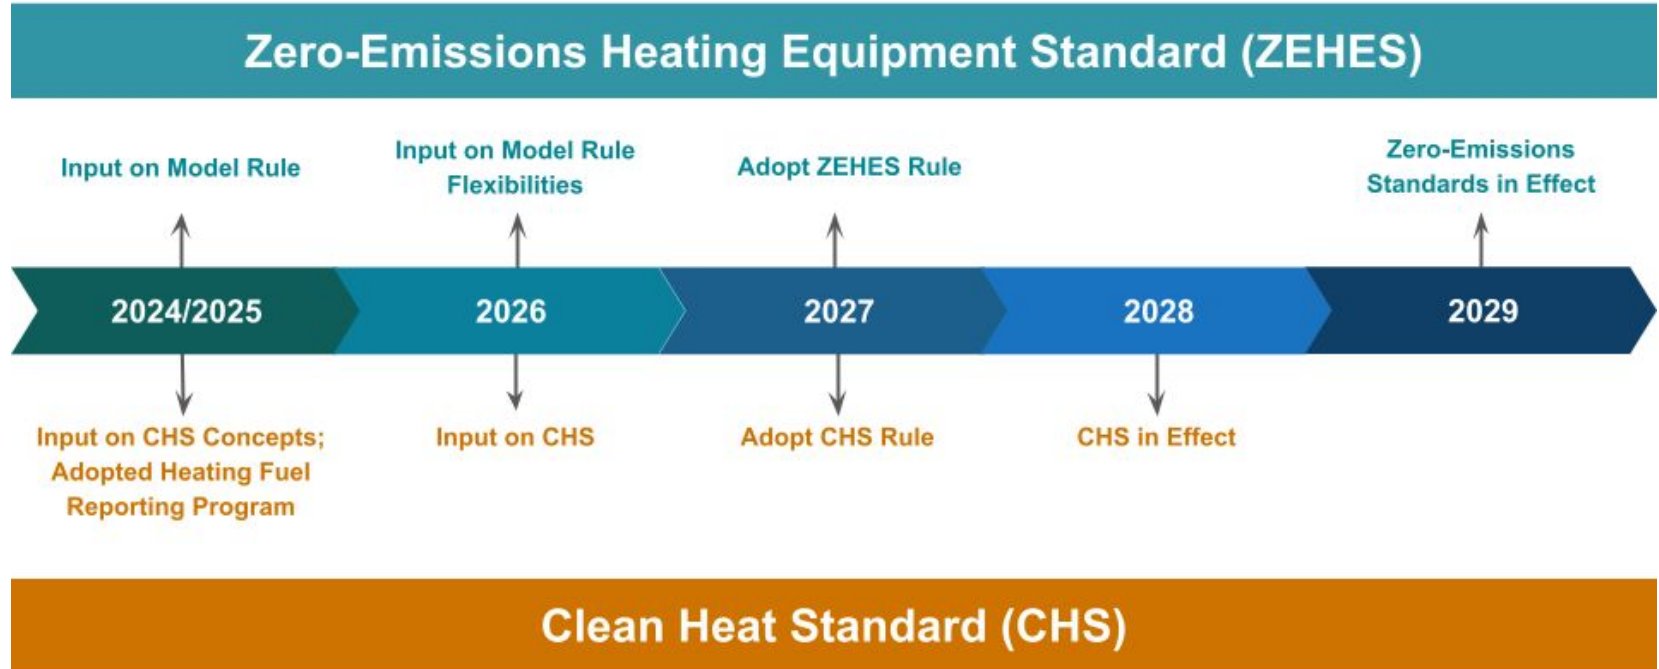 Zero-Emissions Heating Equipment Standard (ZEHES)
Input on Model Rule
Input on Model Rule
Flexibilities
Adopt ZEHES Rule
Zero-Emissions
Standards in Effect
2024/2025
2026
2027
2028
2029
Input on CHS Concepts;
Adopted Heating Fuel
Reporting Program
Input on CHS
Adopt CHS Rule
CHS in Effect
Clean Heat Standard (CHS)